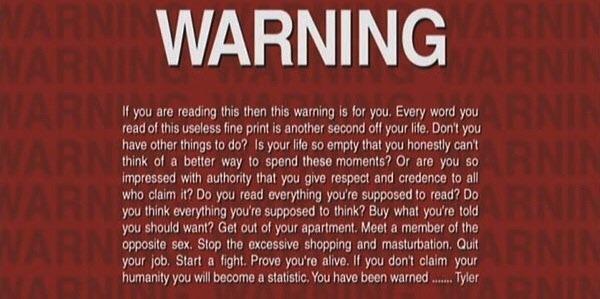 WARNING
If you are reading this then this warning is for you. Every word you
read of this useless fine print is another second off your life. Don't you
have other things to do? Is your life so empty that you honestly can't
think of a better way to spend these moments? Or are you so
impressed with authority that you give respect and credence to all
who claim it? Do you read everything you're supposed to read? Do
you think everything you're supposed to think? Buy what you're told
you should want? Get out of your apartment. Meet a member of the
opposite sex. Stop the excessive shopping and masturbation. Quit
your job. Start a fight. Prove you're alive. If you don't claim your
humanity you will become a statistic. You have been warned ....... Tyler